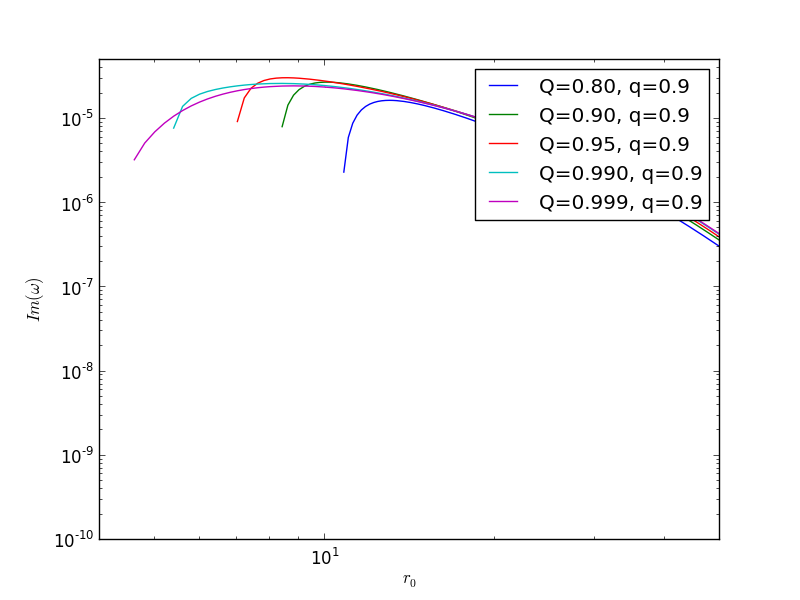 Q=0.80, q=0.9
Q=0.90, q=0.9
Q=0.95, q=0.9
Q=0.990, q=0.9
Q=0.999, q=0.9
10^-5
10^-6
10^-7
10^-8
10^-9
10^-10
Im(ω)
10^1
r_0